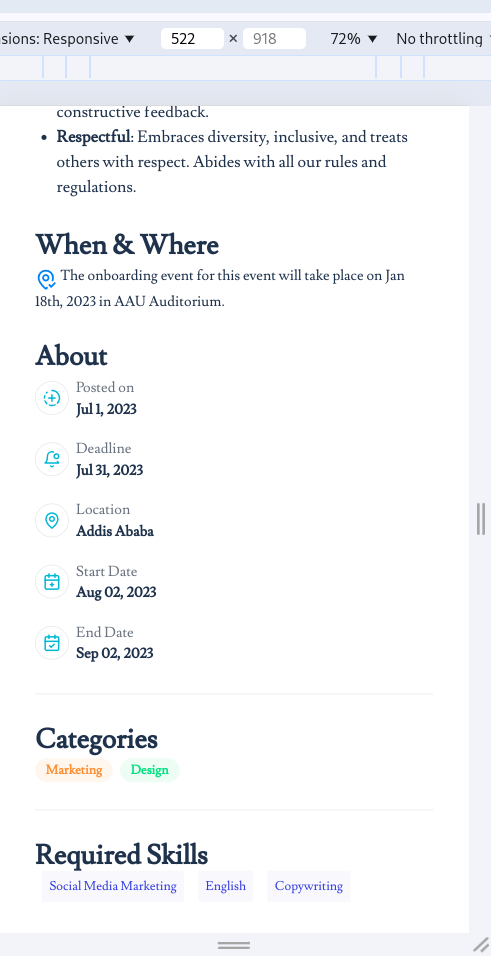 sions: Responsive ▼ 522 × 918 72% ▼ No throttling
constructive feedback.
• Respectful: Embraces diversity, inclusive, and treats
others with respect. Abides with all our rules and
regulations.
When & Where
The onboarding event for this event will take place on Jan
18th, 2023 in AAU Auditorium.
About
Posted on
Jul 1, 2023
Deadline
Jul 31, 2023
Location
Addis Ababa
Start Date
Aug 02, 2023
End Date
Sep 02, 2023
Categories
Marketing Design
Required Skills
Social Media Marketing English Copywriting